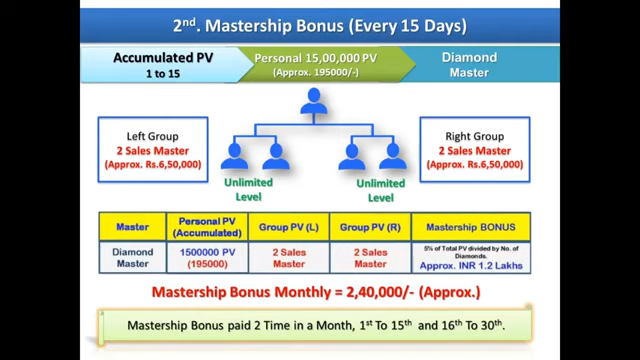 2nd. Mastership Bonus (Every 15 Days)
Accumulated PV
1 to 15
Personal 15,00,000 PV
(Approx. 195000/-)
Diamond
Master
Left Group
2 Sales Master
(Approx. Rs.6,50,000)
Right Group
2 Sales Master
(Approx. Rs.6,50,000)
Unlimited
Level
Unlimited
Level
Master
Personal PV
(Accumulated)
Group PV (L)
Group PV (R)
Mastership BONUS
Diamond
Master
1500000 PV
(195000)
2 Sales
Master
2 Sales
Master
5% of Total PV divided by No. of
Diamonds.
Approx. INR 1.2 Lakhs
Mastership Bonus Monthly = 2,40,000/- (Approx.)
Mastership Bonus paid 2 Time in a Month, 1st To 15th and 16th To 30th.